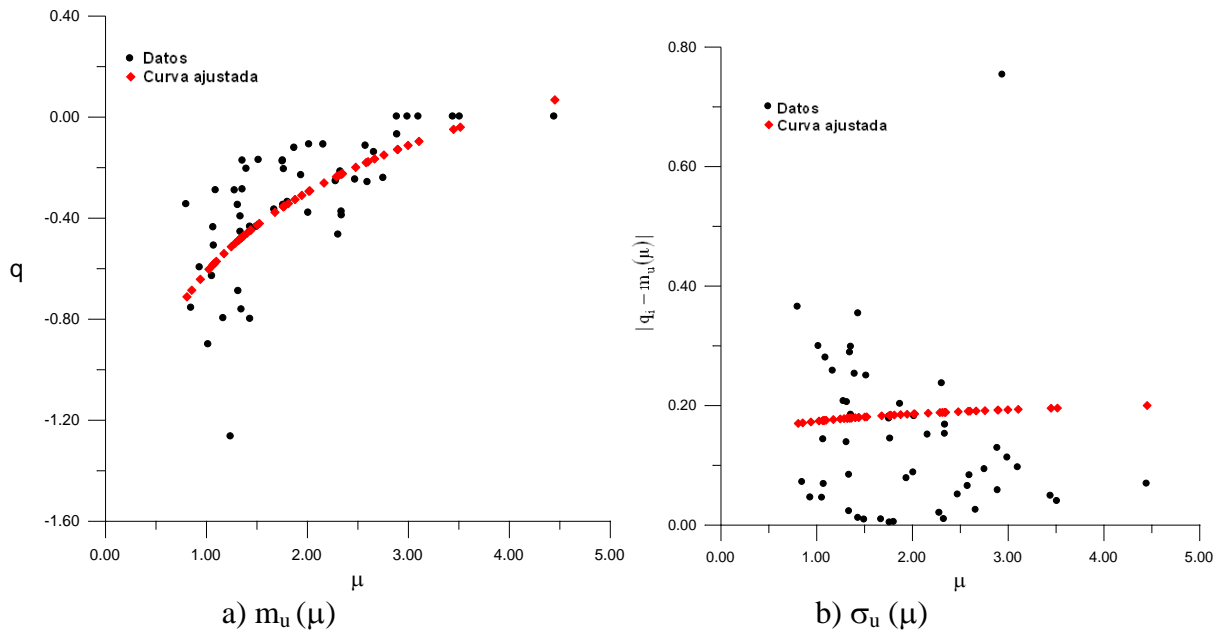 0.40
0.00
-0.40
-0.80
-1.20
-1.60
q
Datos
Curva ajustada
0.00 1.00 2.00 3.00 4.00 5.00
μ
a) mᵤ (μ)
0.80
0.60
0.40
0.20
0.00
|qᵢ − mᵤ(μ)|
Datos
Curva ajustada
0.00 1.00 2.00 3.00 4.00 5.00
μ
b) σᵤ (μ)